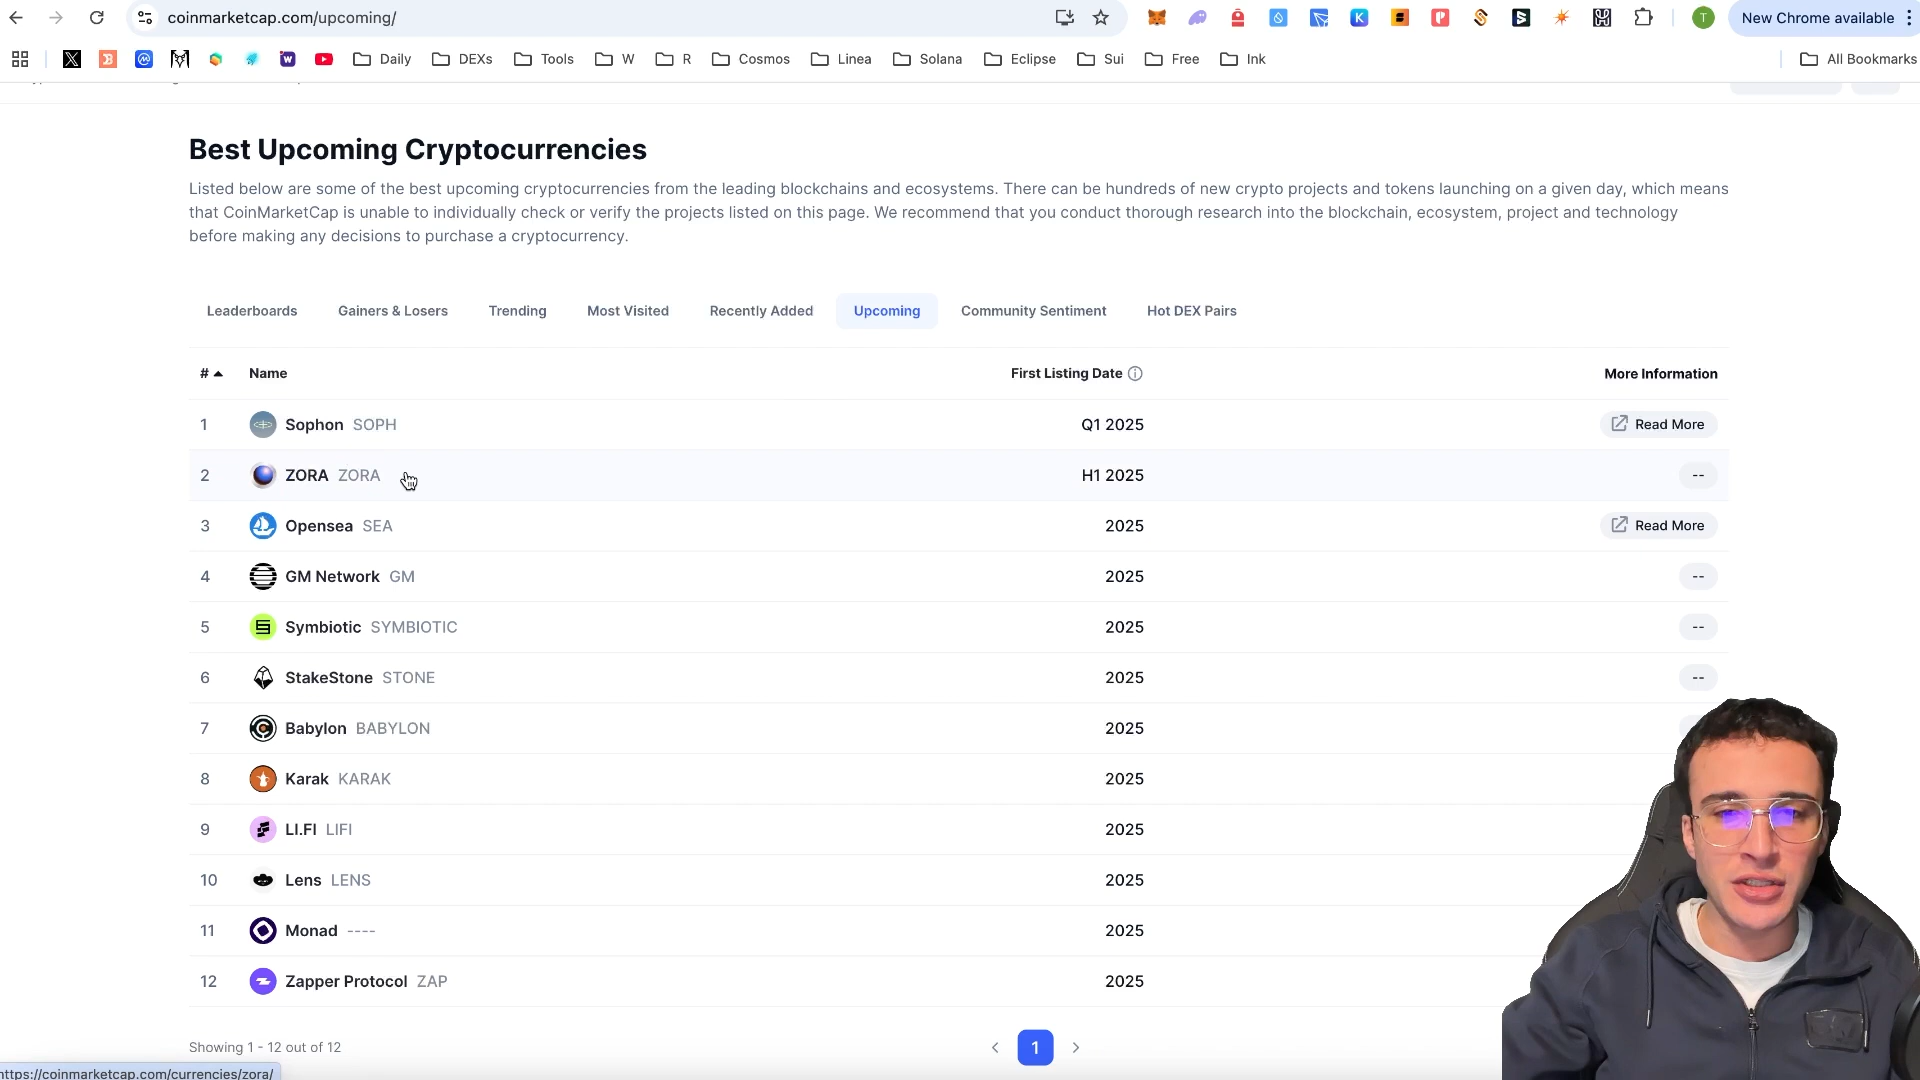 coinmarketcap.com/upcoming/
New Chrome available
Daily DEXs Tools W R Cosmos Linea Solana Eclipse Sui Free Ink All Bookmarks
Best Upcoming Cryptocurrencies
Listed below are some of the best upcoming cryptocurrencies from the leading blockchains and ecosystems. There can be hundreds of new crypto projects and tokens launching on a given day, which means
that CoinMarketCap is unable to individually check or verify the projects listed on this page. We recommend that you conduct thorough research into the blockchain, ecosystem, project and technology
before making any decisions to purchase a cryptocurrency.
Leaderboards Gainers & Losers Trending Most Visited Recently Added Upcoming Community Sentiment Hot DEX Pairs
# Name First Listing Date More Information
1 Sophon SOPH Q1 2025 Read More
2 ZORA ZORA H1 2025 --
3 Opensea SEA 2025 Read More
4 GM Network GM 2025 --
5 Symbiotic SYMBIOTIC 2025 --
6 StakeStone STONE 2025 --
7 Babylon BABYLON 2025
8 Karak KARAK 2025
9 LI.FI LIFI 2025
10 Lens LENS 2025
11 Monad ---- 2025
12 Zapper Protocol ZAP 2025
Showing 1 - 12 out of 12
1
https://coinmarketcap.com/currencies/zora/